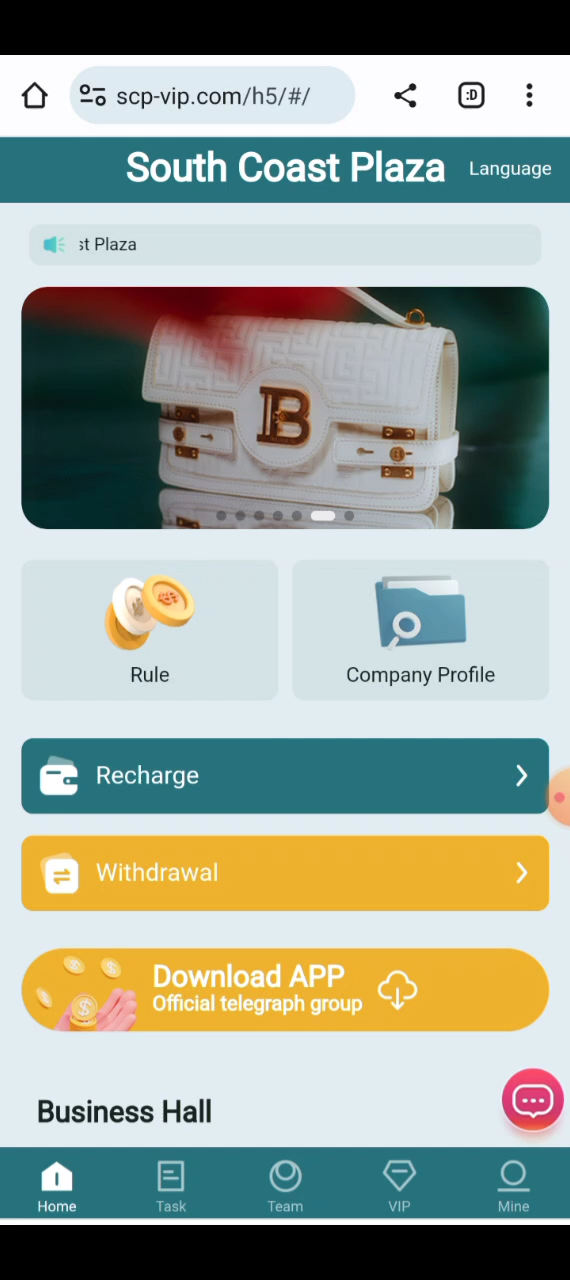 scp-vip.com/h5/#/
South Coast Plaza
Language
st Plaza
B
Rule
Company Profile
Recharge
Withdrawal
Download APP
Official telegraph group
Business Hall
Home
Task
Team
VIP
Mine